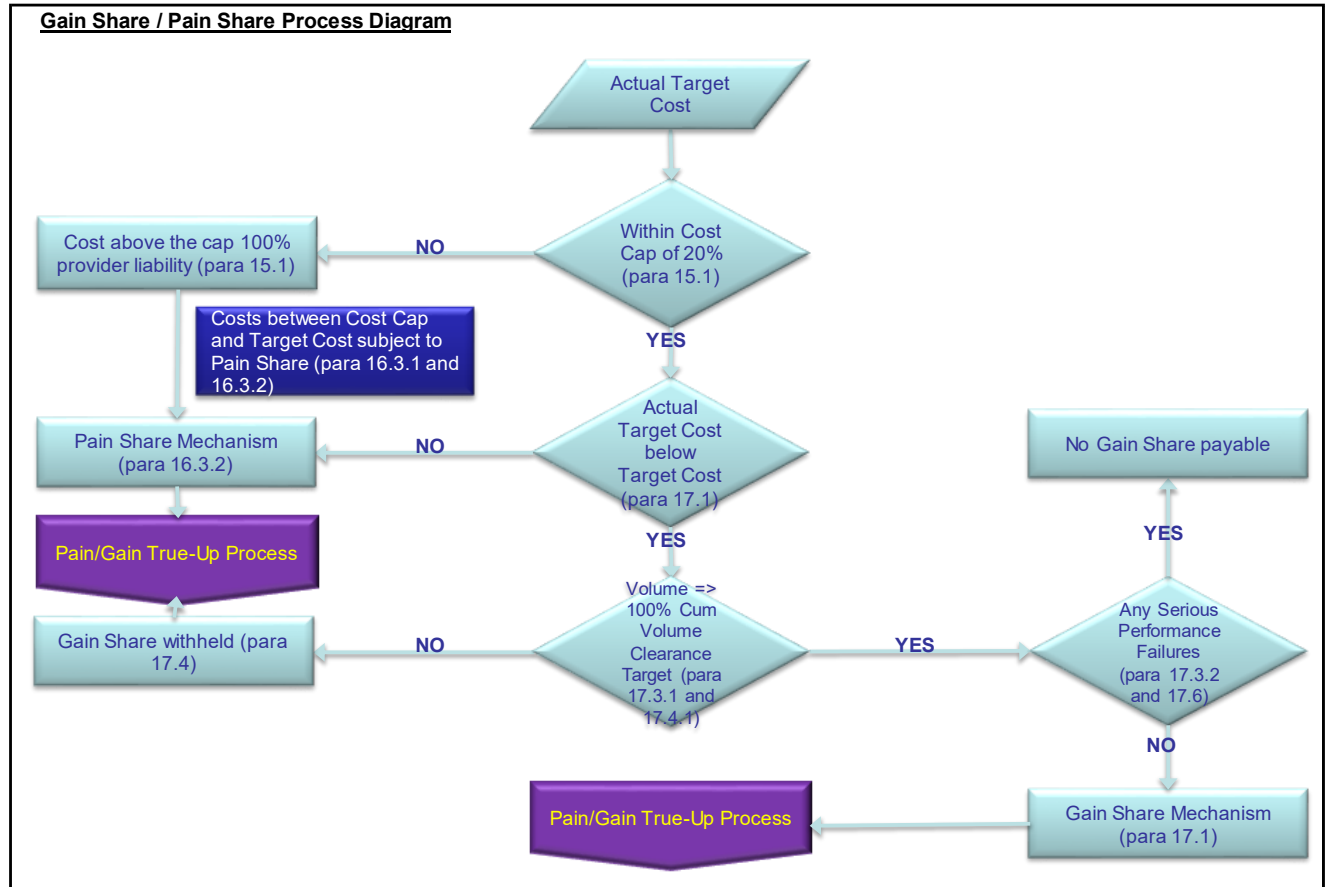 Gain Share / Pain Share Process Diagram
Actual Target
Cost
Within Cost
Cap of 20%
(para 15.1)
NO
Cost above the cap 100%
provider liability (para 15.1)
Costs between Cost Cap
and Target Cost subject to
Pain Share (para 16.3.1 and
16.3.2)
YES
Actual
Target Cost
below
Target Cost
(para 17.1)
NO
Pain Share Mechanism
(para 16.3.2)
No Gain Share payable
Pain/Gain True-Up Process
YES
YES
Volume =>
100% Cum
Volume
Clearance
Target (para
17.3.1 and
17.4.1)
NO
Gain Share withheld (para
17.4)
YES
Any Serious
Performance
Failures
(para 17.3.2
and 17.6)
NO
Pain/Gain True-Up Process
Gain Share Mechanism
(para 17.1)